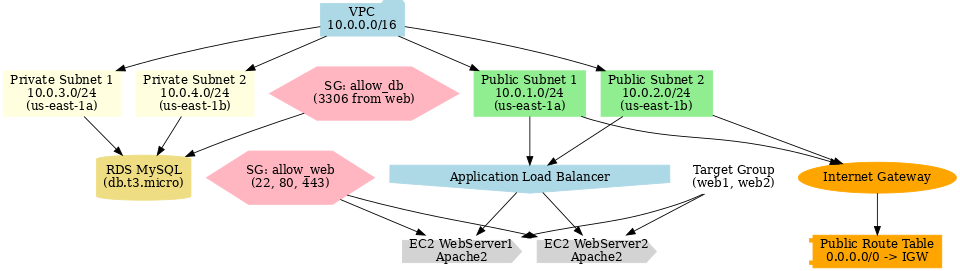 VPC
10.0.0.0/16
Private Subnet 1
10.0.3.0/24
(us-east-1a)
Private Subnet 2
10.0.4.0/24
(us-east-1b)
SG: allow_db
(3306 from web)
Public Subnet 1
10.0.1.0/24
(us-east-1a)
Public Subnet 2
10.0.2.0/24
(us-east-1b)
RDS MySQL
(db.t3.micro)
SG: allow_web
(22, 80, 443)
Application Load Balancer
Target Group
(web1, web2)
Internet Gateway
EC2 WebServer1
Apache2
EC2 WebServer2
Apache2
Public Route Table
0.0.0.0/0 -> IGW